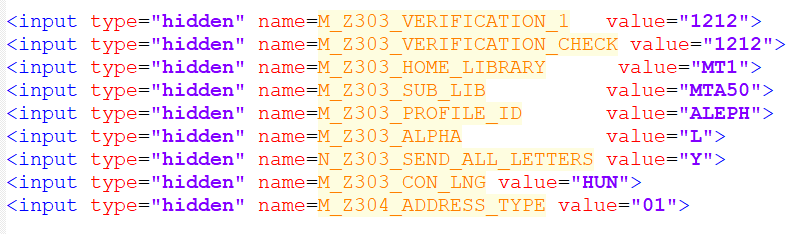 <input type="hidden" name=M_Z303_VERIFICATION_1   value="1212">
<input type="hidden" name=M_Z303_VERIFICATION_CHECK value="1212">
<input type="hidden" name=M_Z303_HOME_LIBRARY      value="MT1">
<input type="hidden" name=M_Z303_SUB_LIB          value="MTA50">
<input type="hidden" name=M_Z303_PROFILE_ID       value="ALEPH">
<input type="hidden" name=M_Z303_ALPHA            value="L">
<input type="hidden" name=N_Z303_SEND_ALL_LETTERS value="Y">
<input type="hidden" name=M_Z303_CON_LNG value="HUN">
<input type="hidden" name=M_Z304_ADDRESS_TYPE value="01">